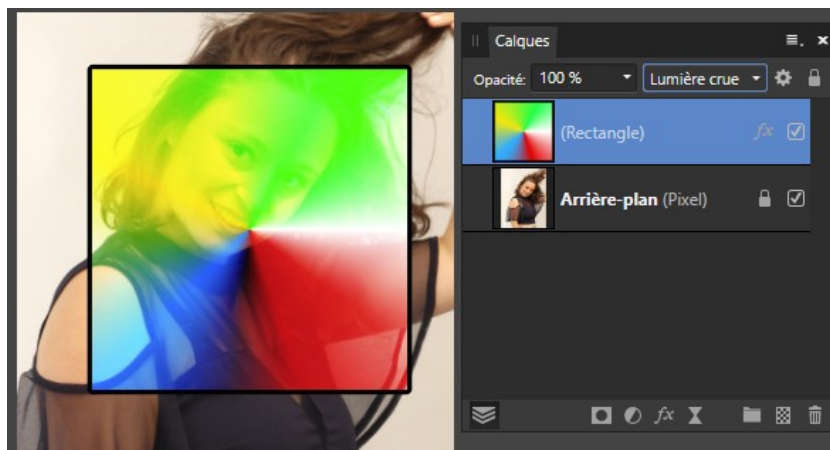 Calques
Opacité: 100 % Lumière crue
(Rectangle) fx
Arrière-plan (Pixel)
fx